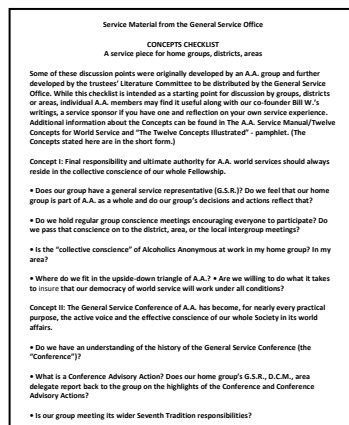 Service Material from the General Service Office
CONCEPTS CHECKLIST
A service piece for home groups, districts, areas
Some of these discussion points were originally developed by an A.A. group and further
developed by the trustees' Literature Committee to be distributed by the General Service
Office. While this checklist is intended as a starting point for discussion by groups, districts
or areas, individual A.A. members may find it useful along with our co-founder Bill W.'s
writings, a service sponsor if you have one and reflection on your own service experience.
Additional information about the Concepts can be found in The A.A. Service Manual/Twelve
Concepts for World Service and "The Twelve Concepts Illustrated" - pamphlet. (The
Concepts stated here are in the short form.)
Concept I: Final responsibility and ultimate authority for A.A. world services should always
reside in the collective conscience of our whole Fellowship.
• Does our group have a general service representative (G.S.R.)? Do we feel that our home
group is part of A.A. as a whole and do our group's decisions and actions reflect that?
• Do we hold regular group conscience meetings encouraging everyone to participate? Do
we pass that conscience on to the district, area, or the local intergroup meetings?
• Is the "collective conscience" of Alcoholics Anonymous at work in my home group? In my
area?
• Where do we fit in the upside-down triangle of A.A.? • Are we willing to do what it takes
to insure that our democracy of world service will work under all conditions?
Concept II: The General Service Conference of A.A. has become, for nearly every practical
purpose, the active voice and the effective conscience of our whole Society in its world
affairs.
• Do we have an understanding of the history of the General Service Conference (the
"Conference")?
• What is a Conference Advisory Action? Does our home group's G.S.R., D.C.M., area
delegate report back to the group on the highlights of the Conference and Conference
Advisory Actions?
• Is our group meeting its wider Seventh Tradition responsibilities?